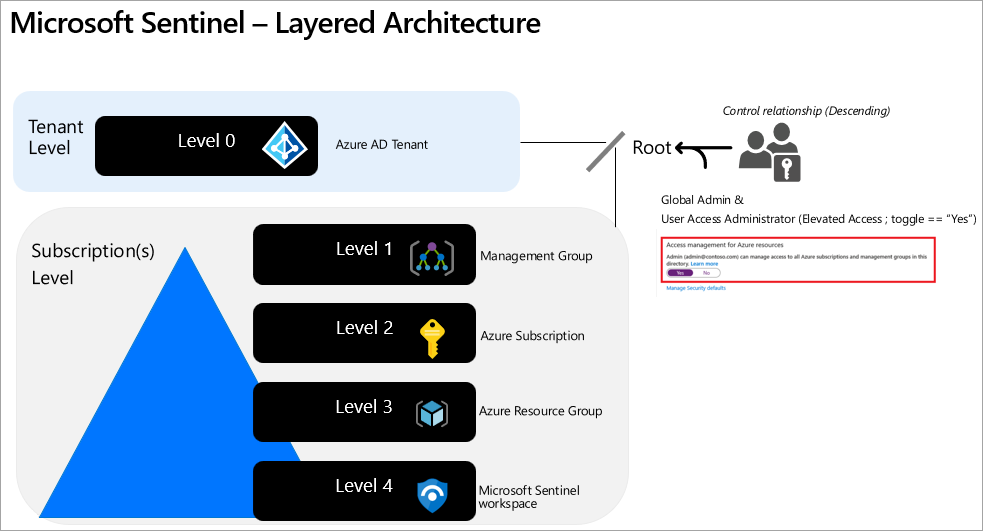 Microsoft Sentinel – Layered Architecture
Control relationship (Descending)
Tenant
Level
Level 0
Azure AD Tenant
Root
Global Admin &
User Access Administrator (Elevated Access ; toggle == “Yes”)
Access management for Azure resources
Admin (admin@contoso.com) can manage access to all Azure subscriptions and management groups in this
directory. Learn more
Yes No
Manage Security defaults
Subscription(s)
Level
Level 1
Management Group
Level 2
Azure Subscription
Level 3
Azure Resource Group
Level 4
Microsoft Sentinel
workspace